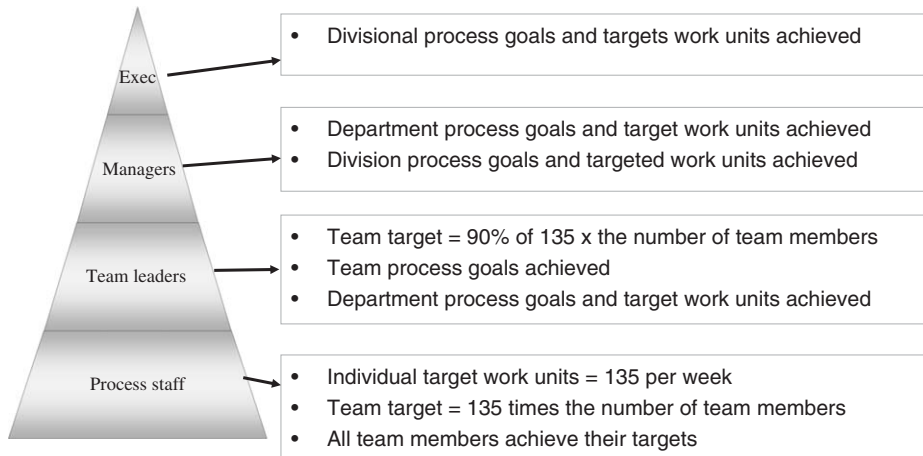 Exec
• Divisional process goals and targets work units achieved
Managers
• Department process goals and target work units achieved
• Division process goals and targeted work units achieved
Team leaders
• Team target = 90% of 135 x the number of team members
• Team process goals achieved
• Department process goals and target work units achieved
Process staff
• Individual target work units = 135 per week
• Team target = 135 times the number of team members
• All team members achieve their targets